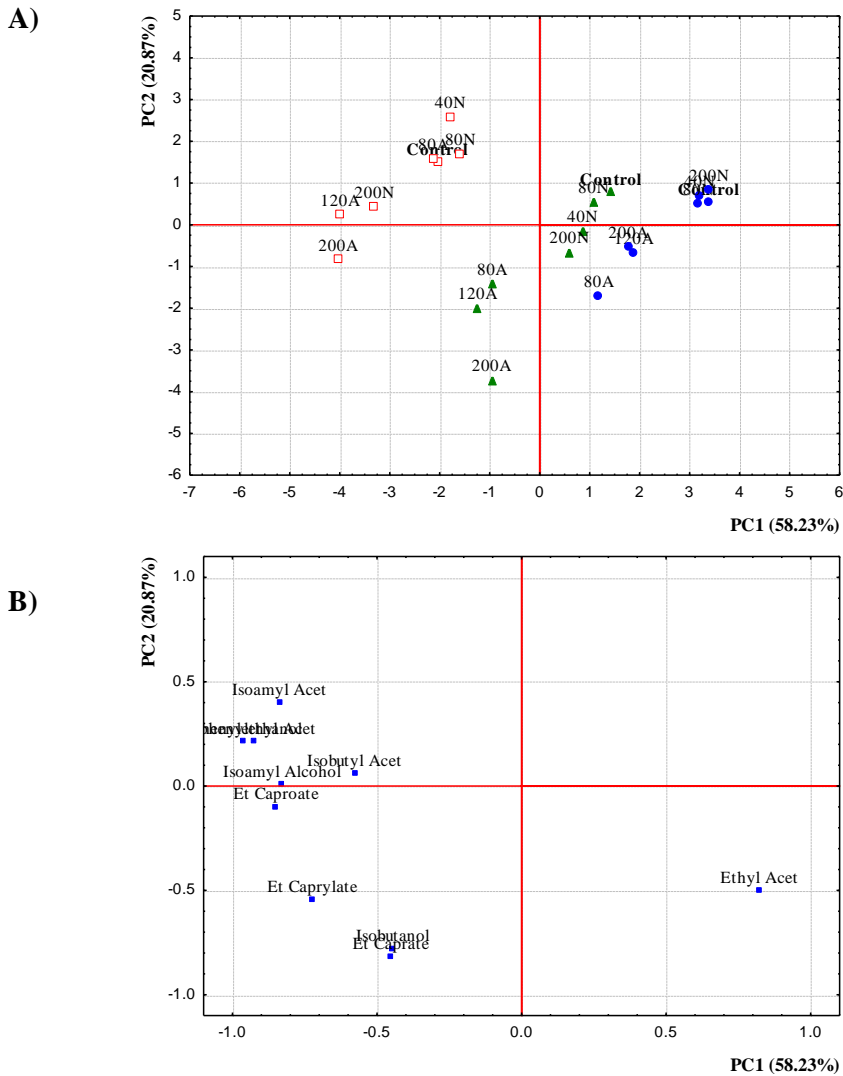 A)
PC2 (20.87%)
5
4
3
2
1
0
-1
-2
-3
-4
-5
-6
40N
80A 80N
Control
120A 200N
200A
80A
120A
200A
Control
80N
40N
200N
200N
40N
Control
200A
120A
80A
-7 -6 -5 -4 -3 -2 -1 0 1 2 3 4 5 6
PC1 (58.23%)
B)
PC2 (20.87%)
1.0
0.5
0.0
-0.5
-1.0
Isoamyl Acet
Isobutyl Acet
Isoamyl Alcohol
Et Caproate
Et Caprylate
Isobutanol
Et Caprate
Ethyl Acet
-1.0 -0.5 0.0 0.5 1.0
PC1 (58.23%)